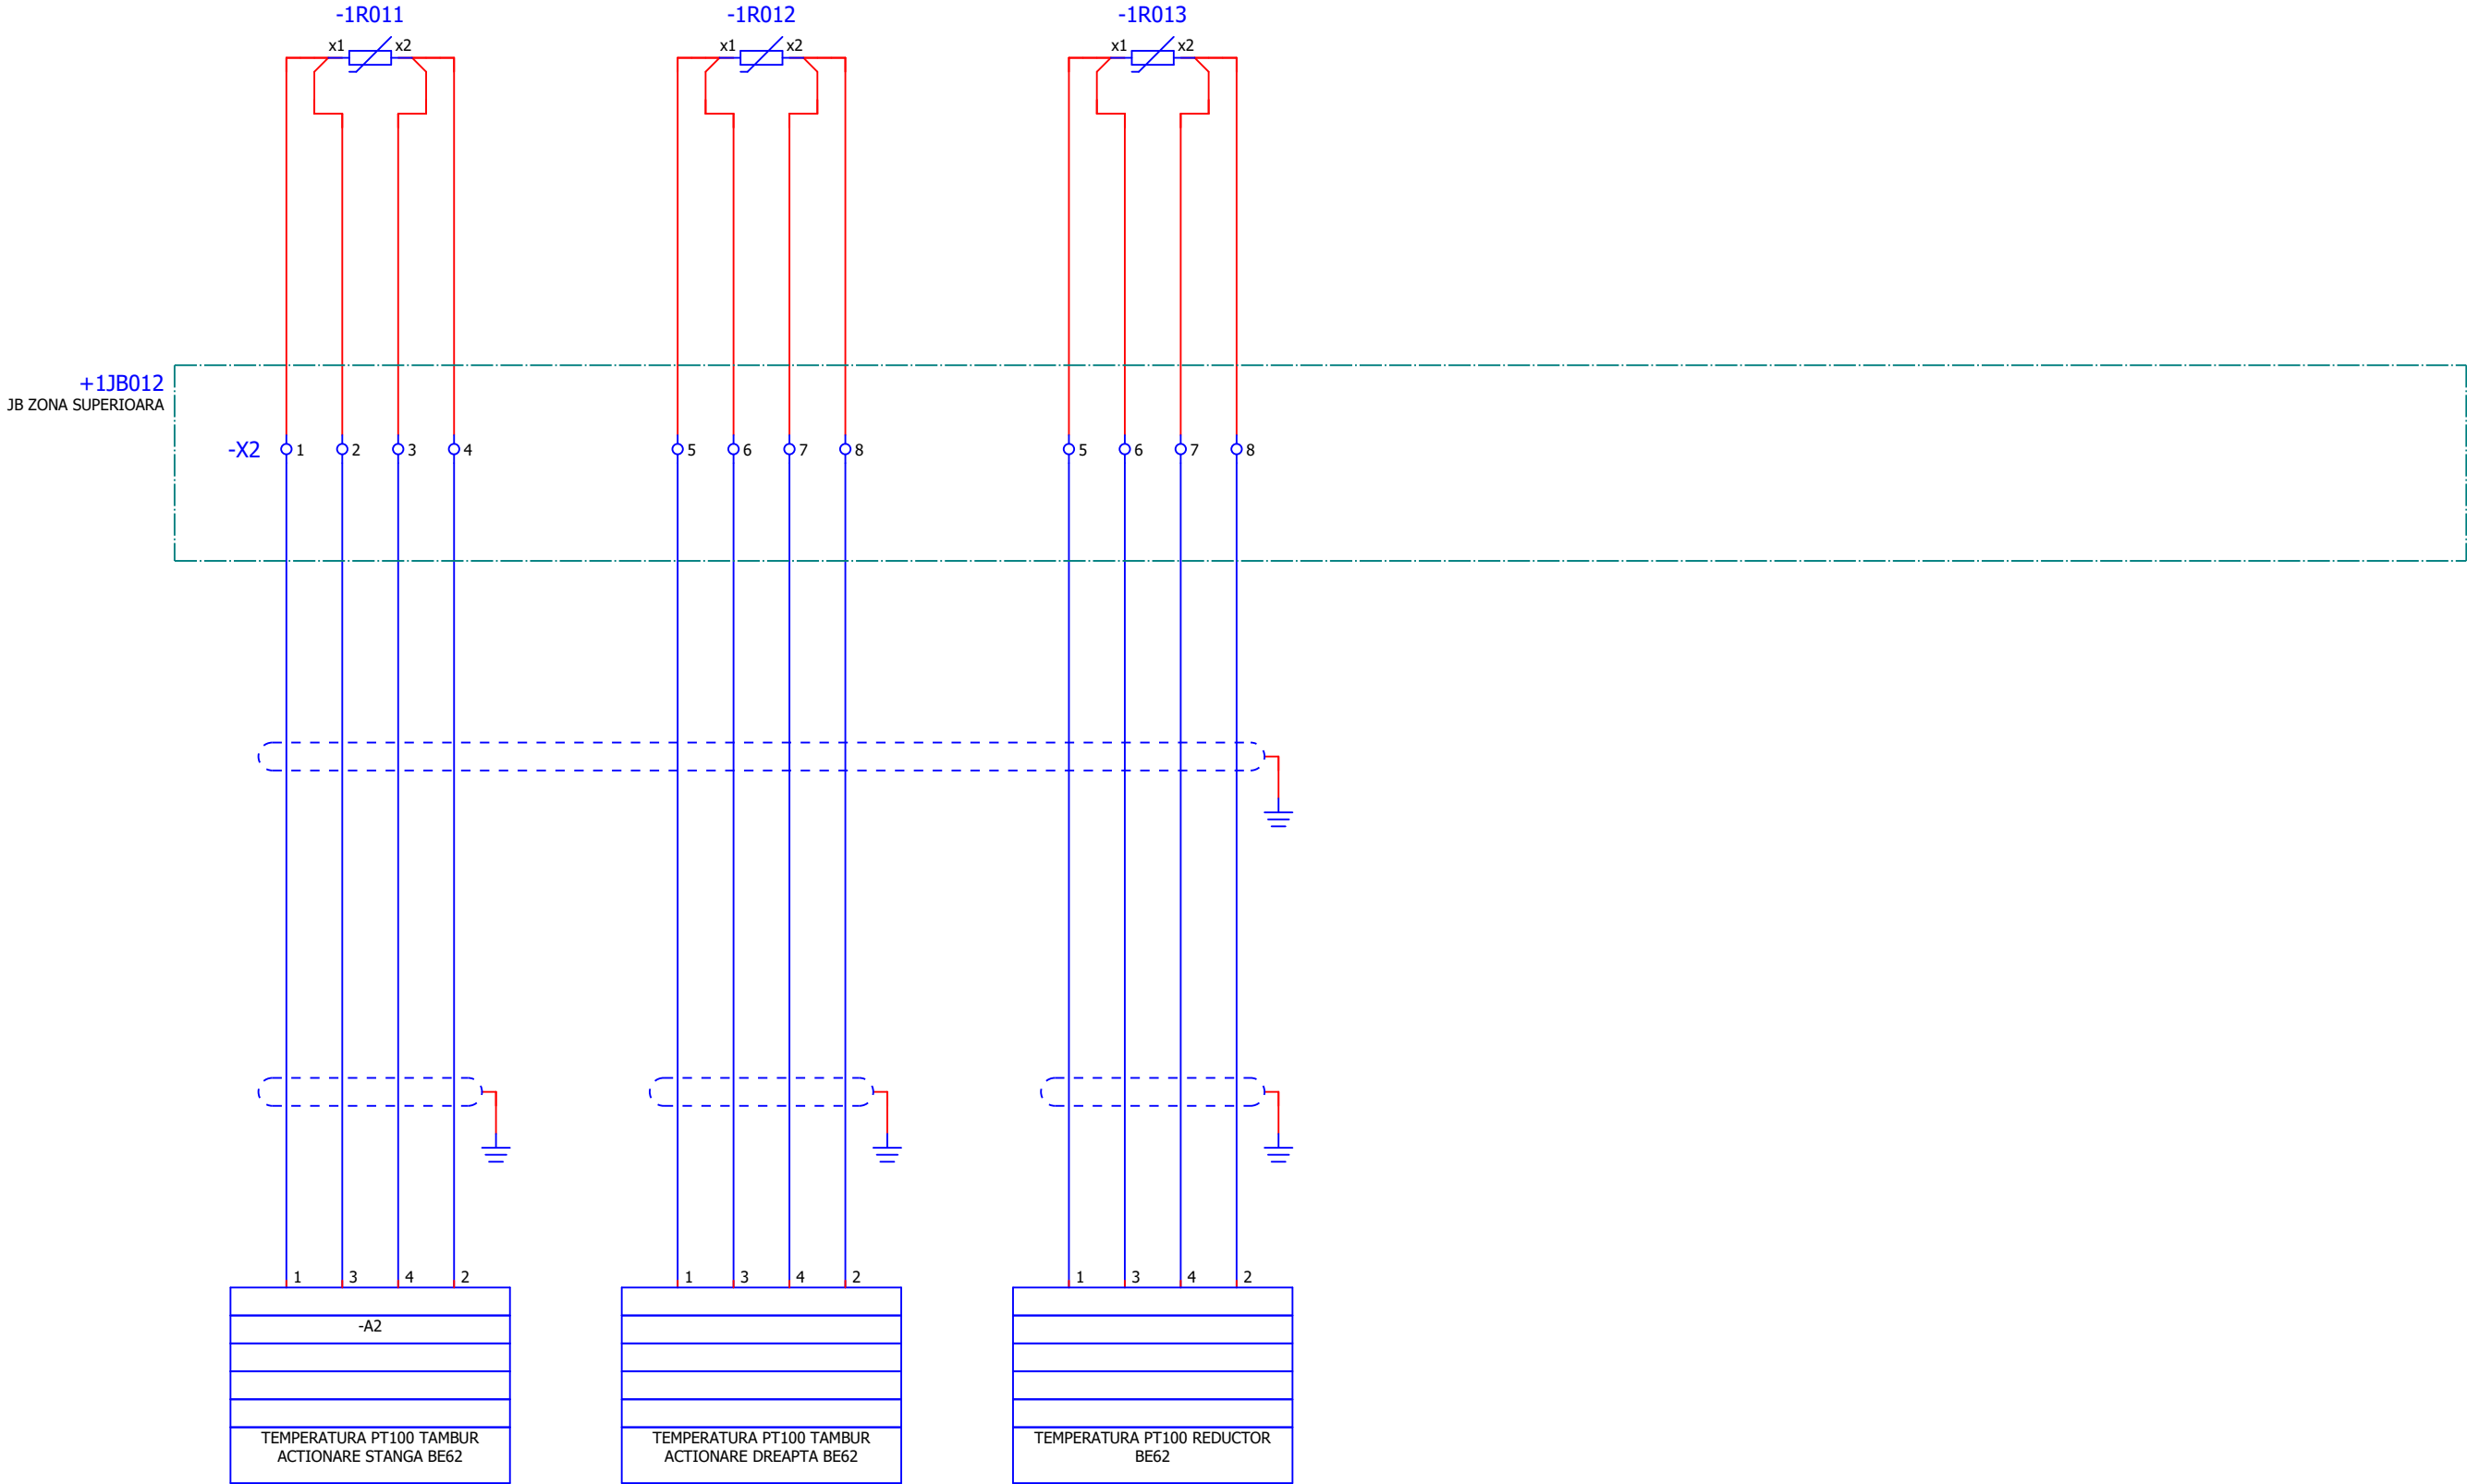 -1R011 -1R012 -1R013
x1 x2 x1 x2 x1 x2
+1JB012
JB ZONA SUPERIOARA
-X2 1 2 3 4 5 6 7 8 5 6 7 8
1 3 4 2 1 3 4 2 1 3 4 2
-A2
TEMPERATURA PT100 TAMBUR
ACTIONARE STANGA BE62
TEMPERATURA PT100 TAMBUR
ACTIONARE DREAPTA BE62
TEMPERATURA PT100 REDUCTOR
BE62